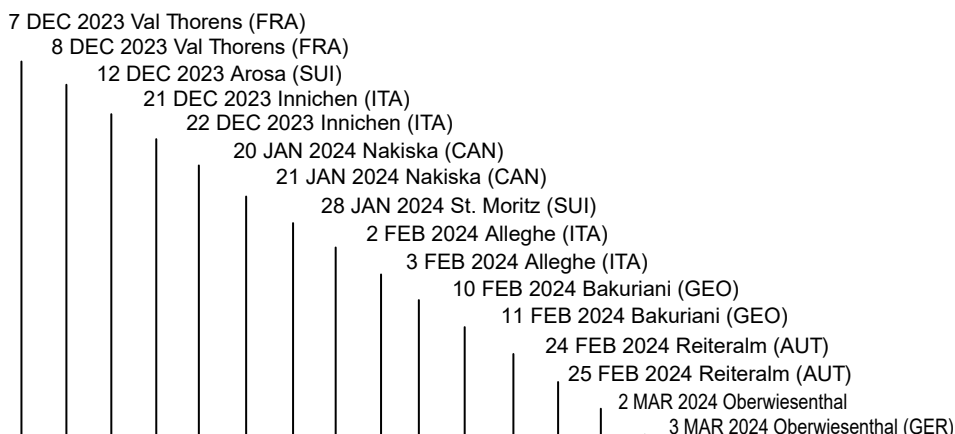 7 DEC 2023 Val Thorens (FRA)
8 DEC 2023 Val Thorens (FRA)
12 DEC 2023 Arosa (SUI)
21 DEC 2023 Innichen (ITA)
22 DEC 2023 Innichen (ITA)
20 JAN 2024 Nakiska (CAN)
21 JAN 2024 Nakiska (CAN)
28 JAN 2024 St. Moritz (SUI)
2 FEB 2024 Alleghe (ITA)
3 FEB 2024 Alleghe (ITA)
10 FEB 2024 Bakuriani (GEO)
11 FEB 2024 Bakuriani (GEO)
24 FEB 2024 Reiteralm (AUT)
25 FEB 2024 Reiteralm (AUT)
2 MAR 2024 Oberwiesenthal
3 MAR 2024 Oberwiesenthal (GER)